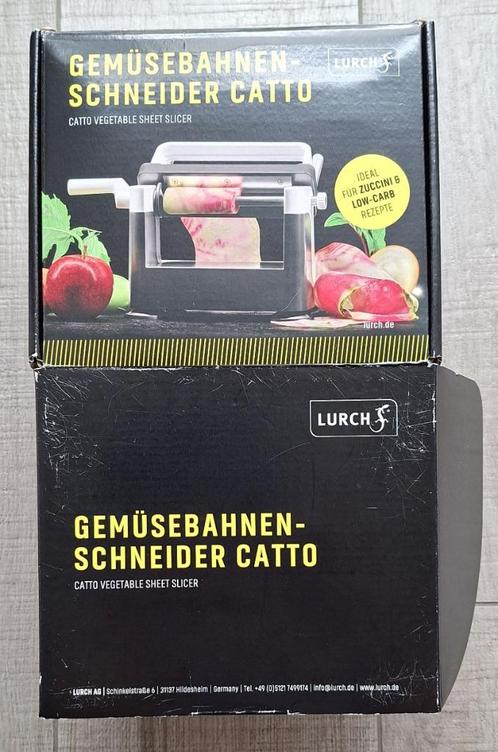 GEMÜSEBAHNEN-
SCHNEIDER CATTO
CATTO VEGETABLE SHEET SLICER
LURCH
IDEAL
FÜR ZUCCINI &
LOW-CARB
REZEPTE
lurch.de
LURCH
GEMÜSEBAHNEN-
SCHNEIDER CATTO
CATTO VEGETABLE SHEET SLICER
LURCH AG | Schinkelstraße 6 | 31137 Hildesheim | Germany | Tel. +49 (0)5121 7499174 | info@lurch.de | www.lurch.de